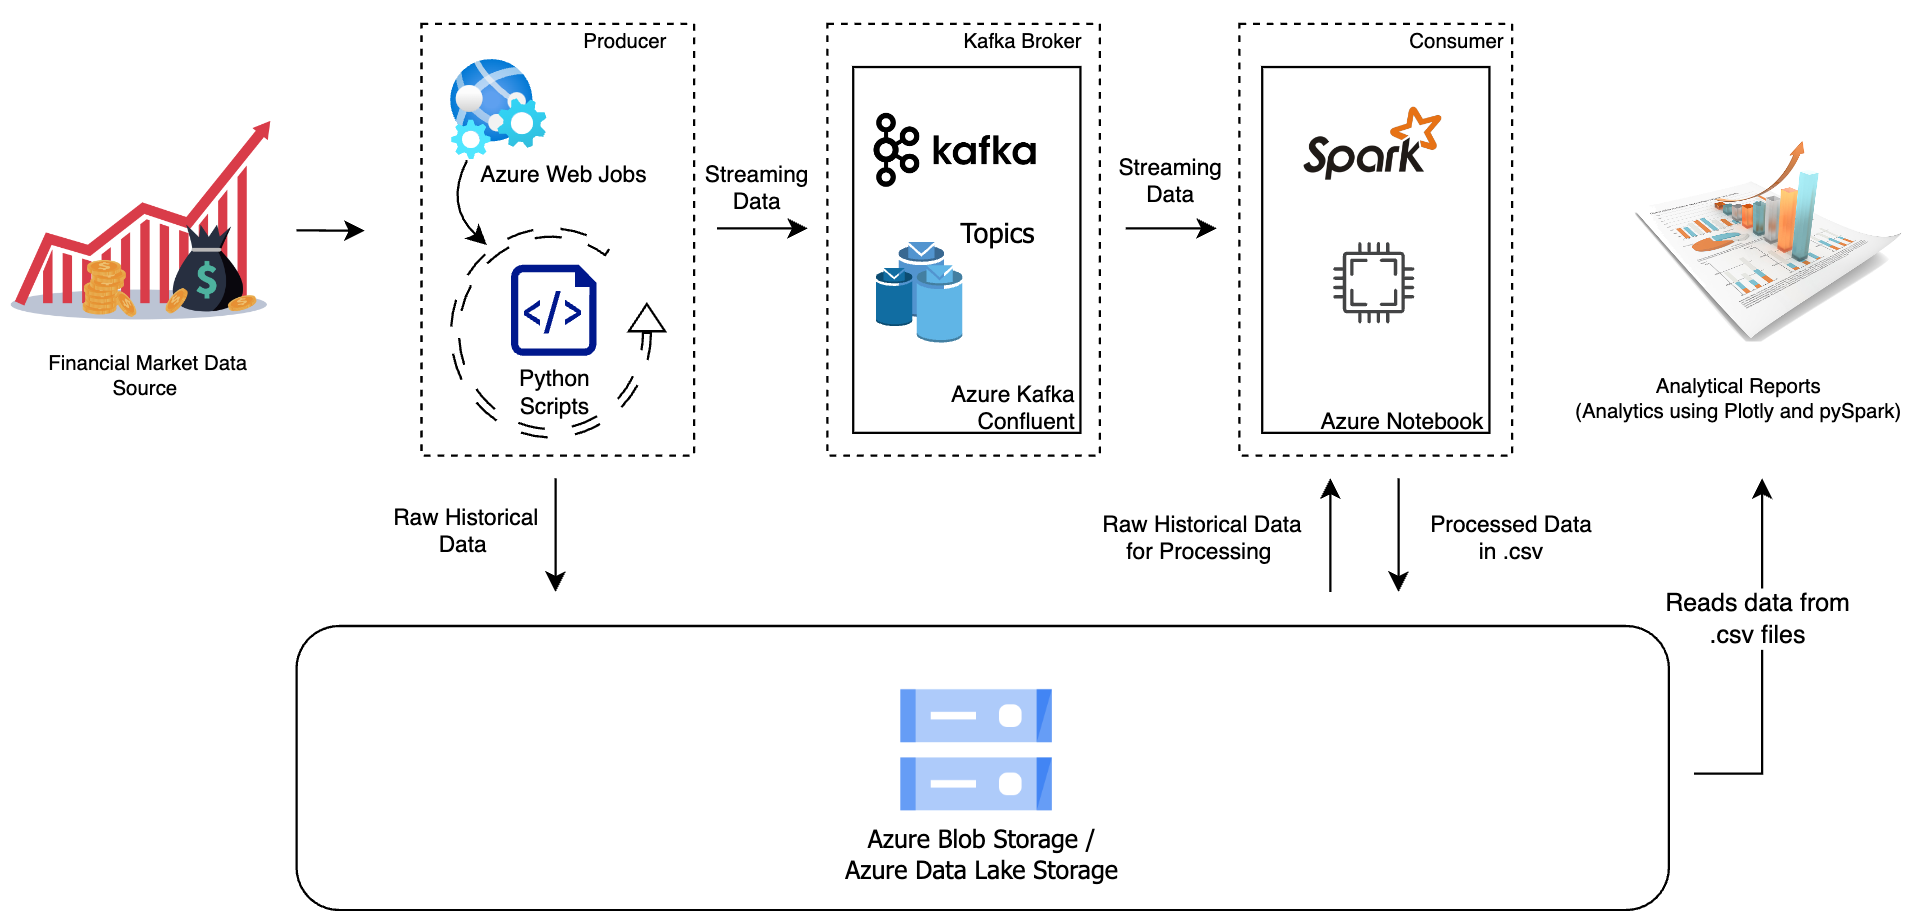 Producer
Azure Web Jobs
Python
Scripts
Financial Market Data
Source
Streaming
Data
Kafka Broker
kafka
Topics
Azure Kafka
Confluent
Streaming
Data
Consumer
Spark
Azure Notebook
Analytical Reports
(Analytics using Plotly and pySpark)
Raw Historical
Data
Raw Historical Data
for Processing
Processed Data
in .csv
Reads data from
.csv files
Azure Blob Storage /
Azure Data Lake Storage